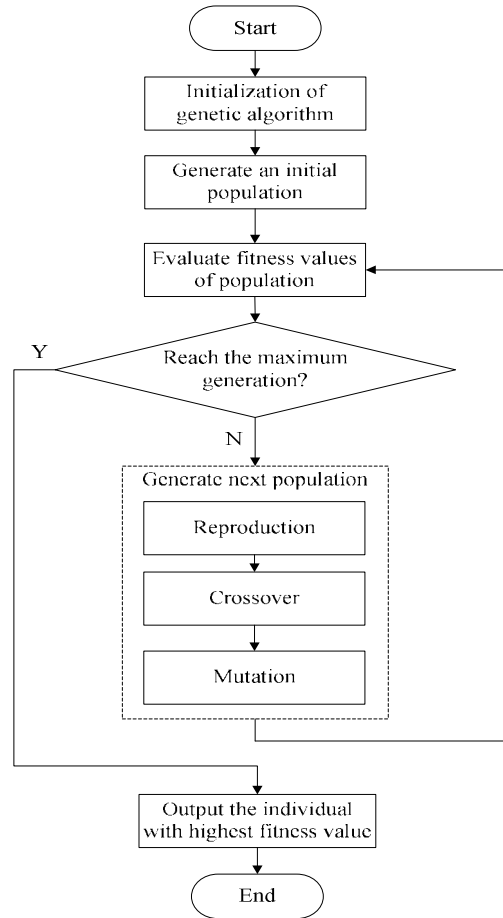 Start
Initialization of
genetic algorithm
Generate an initial
population
Evaluate fitness values
of population
Y
Reach the maximum
generation?
N
Generate next population
Reproduction
Crossover
Mutation
Output the individual
with highest fitness value
End